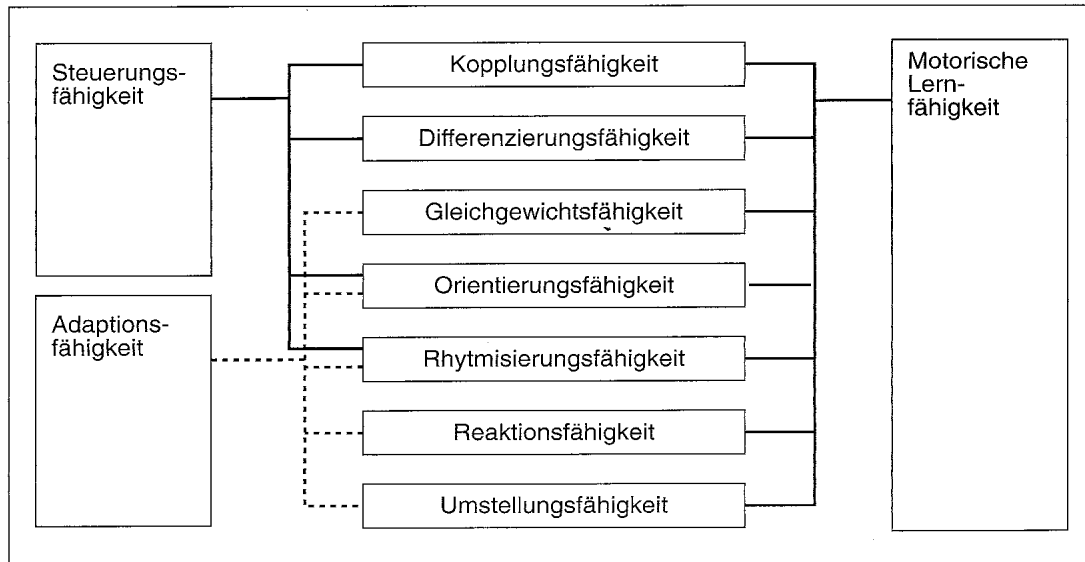 Steuerungs-
fähigkeit
Adaptions-
fähigkeit
Kopplungsfähigkeit
Differenzierungsfähigkeit
Gleichgewichtsfähigkeit
Orientierungsfähigkeit
Rhytmisierungsfähigkeit
Reaktionsfähigkeit
Umstellungsfähigkeit
Motorische
Lern-
fähigkeit